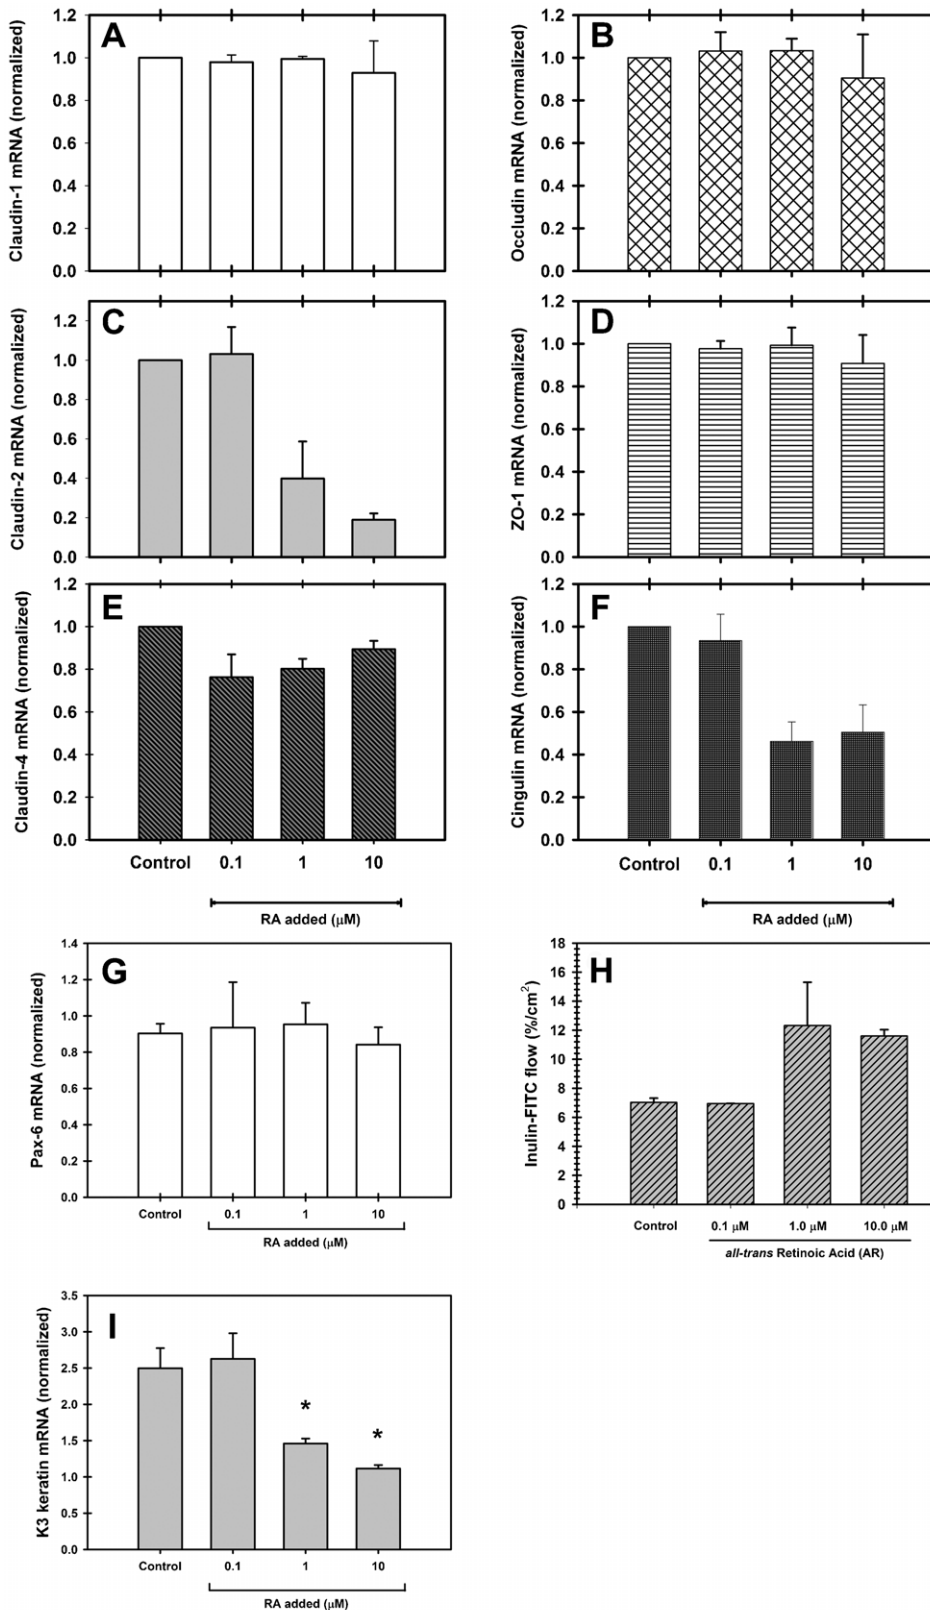 A
Claudin-1 mRNA (normalized)
1.2
1.0
0.8
0.6
0.4
0.2
0.0
B
Occludin mRNA (normalized)
1.2
1.0
0.8
0.6
0.4
0.2
0.0
C
Claudin-2 mRNA (normalized)
1.2
1.0
0.8
0.6
0.4
0.2
0.0
D
ZO-1 mRNA (normalized)
1.2
1.0
0.8
0.6
0.4
0.2
0.0
E
Claudin-4 mRNA (normalized)
1.2
1.0
0.8
0.6
0.4
0.2
0.0
Control 0.1 1 10
RA added (μM)
F
Cingulin mRNA (normalized)
1.2
1.0
0.8
0.6
0.4
0.2
0.0
Control 0.1 1 10
RA added (μM)
G
Pax-6 mRNA (normalized)
1.4
1.2
1.0
0.8
0.6
0.4
0.2
0.0
Control 0.1 1 10
RA added (μM)
H
Inulin-FITC flow (%/cm²)
18
16
14
12
10
8
6
4
2
0
Control 0.1 μM 1.0 μM 10.0 μM
all-trans Retinoic Acid (AR)
I
K3 keratin mRNA (normalized)
3.5
3.0
2.5
2.0
1.5
1.0
0.5
0.0
*
*
Control 0.1 1 10
RA added (μM)